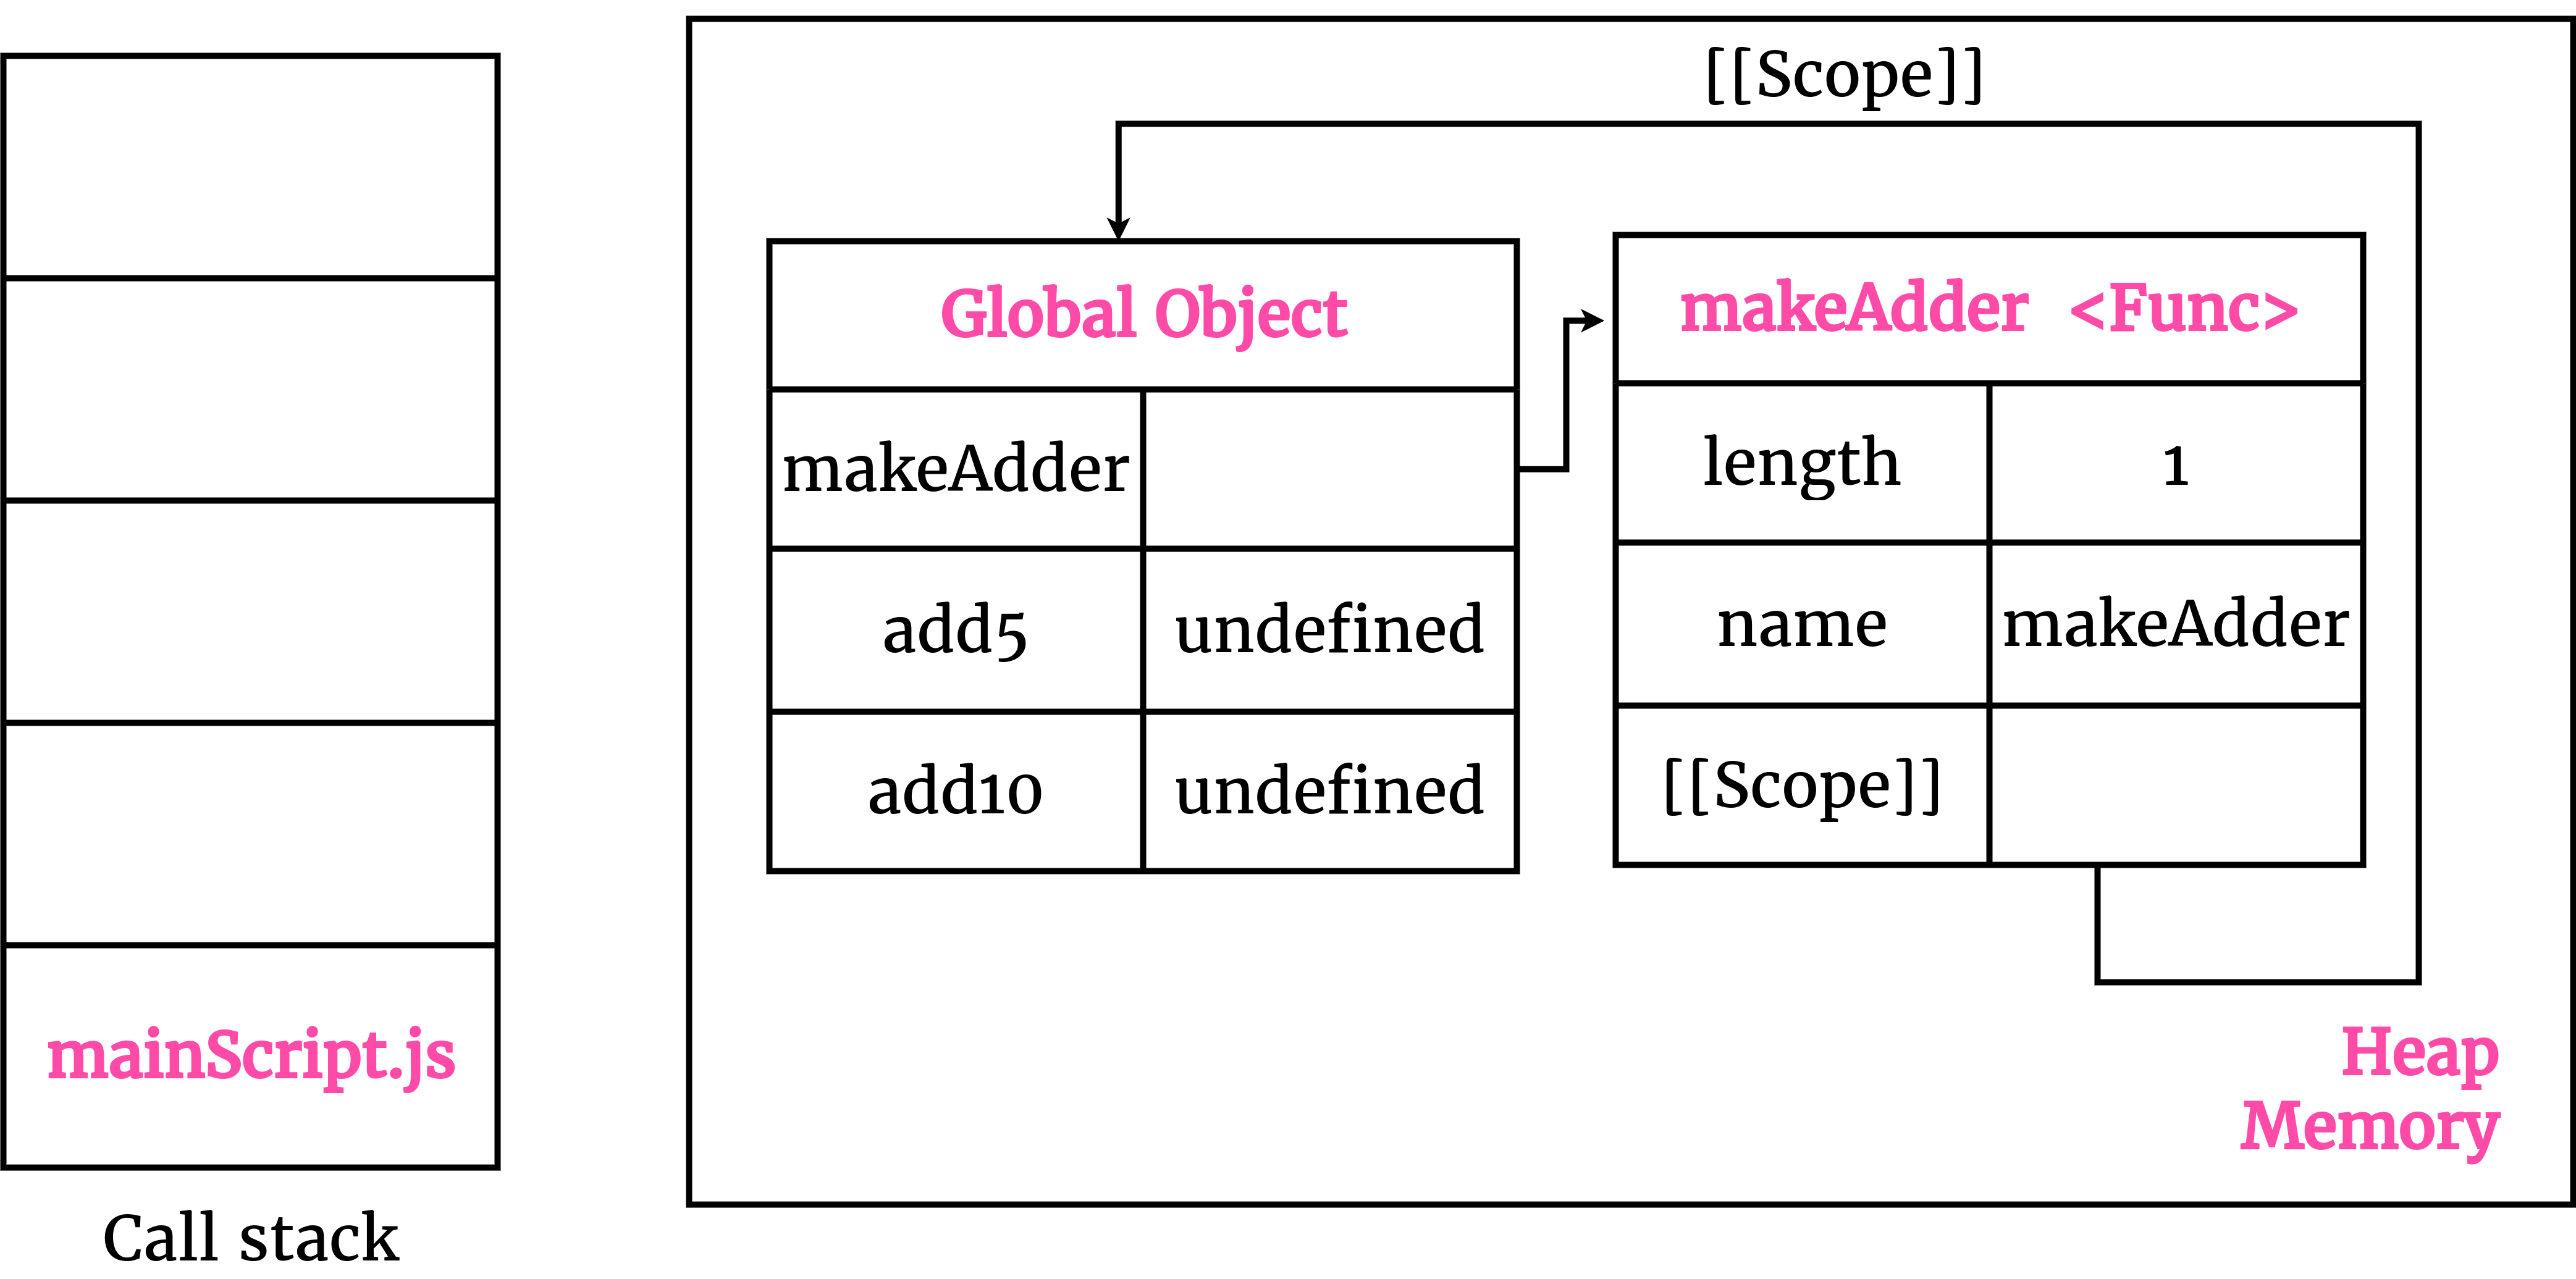 [[Scope]]
Global Object
makeAdder
add5 undefined
add10 undefined
makeAdder <Func>
length 1
name makeAdder
[[Scope]]
mainScript.js
Call stack
Heap
Memory